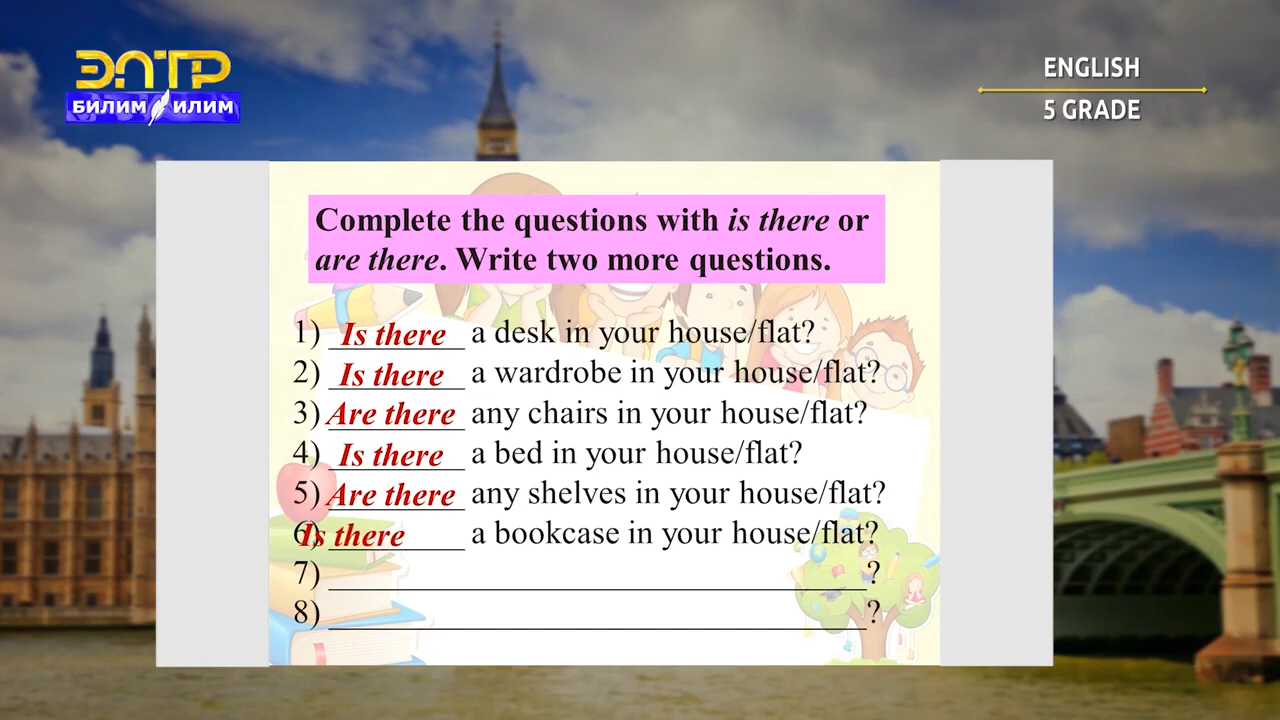 ЭЛТР
БИЛИМ ИЛИМ
ENGLISH
5 GRADE
Complete the questions with is there or
are there. Write two more questions.
1) Is there a desk in your house/flat?
2) Is there a wardrobe in your house/flat?
3) Are there any chairs in your house/flat?
4) Is there a bed in your house/flat?
5) Are there any shelves in your house/flat?
6) Is there a bookcase in your house/flat?
7) ______________________________?
8) ______________________________?